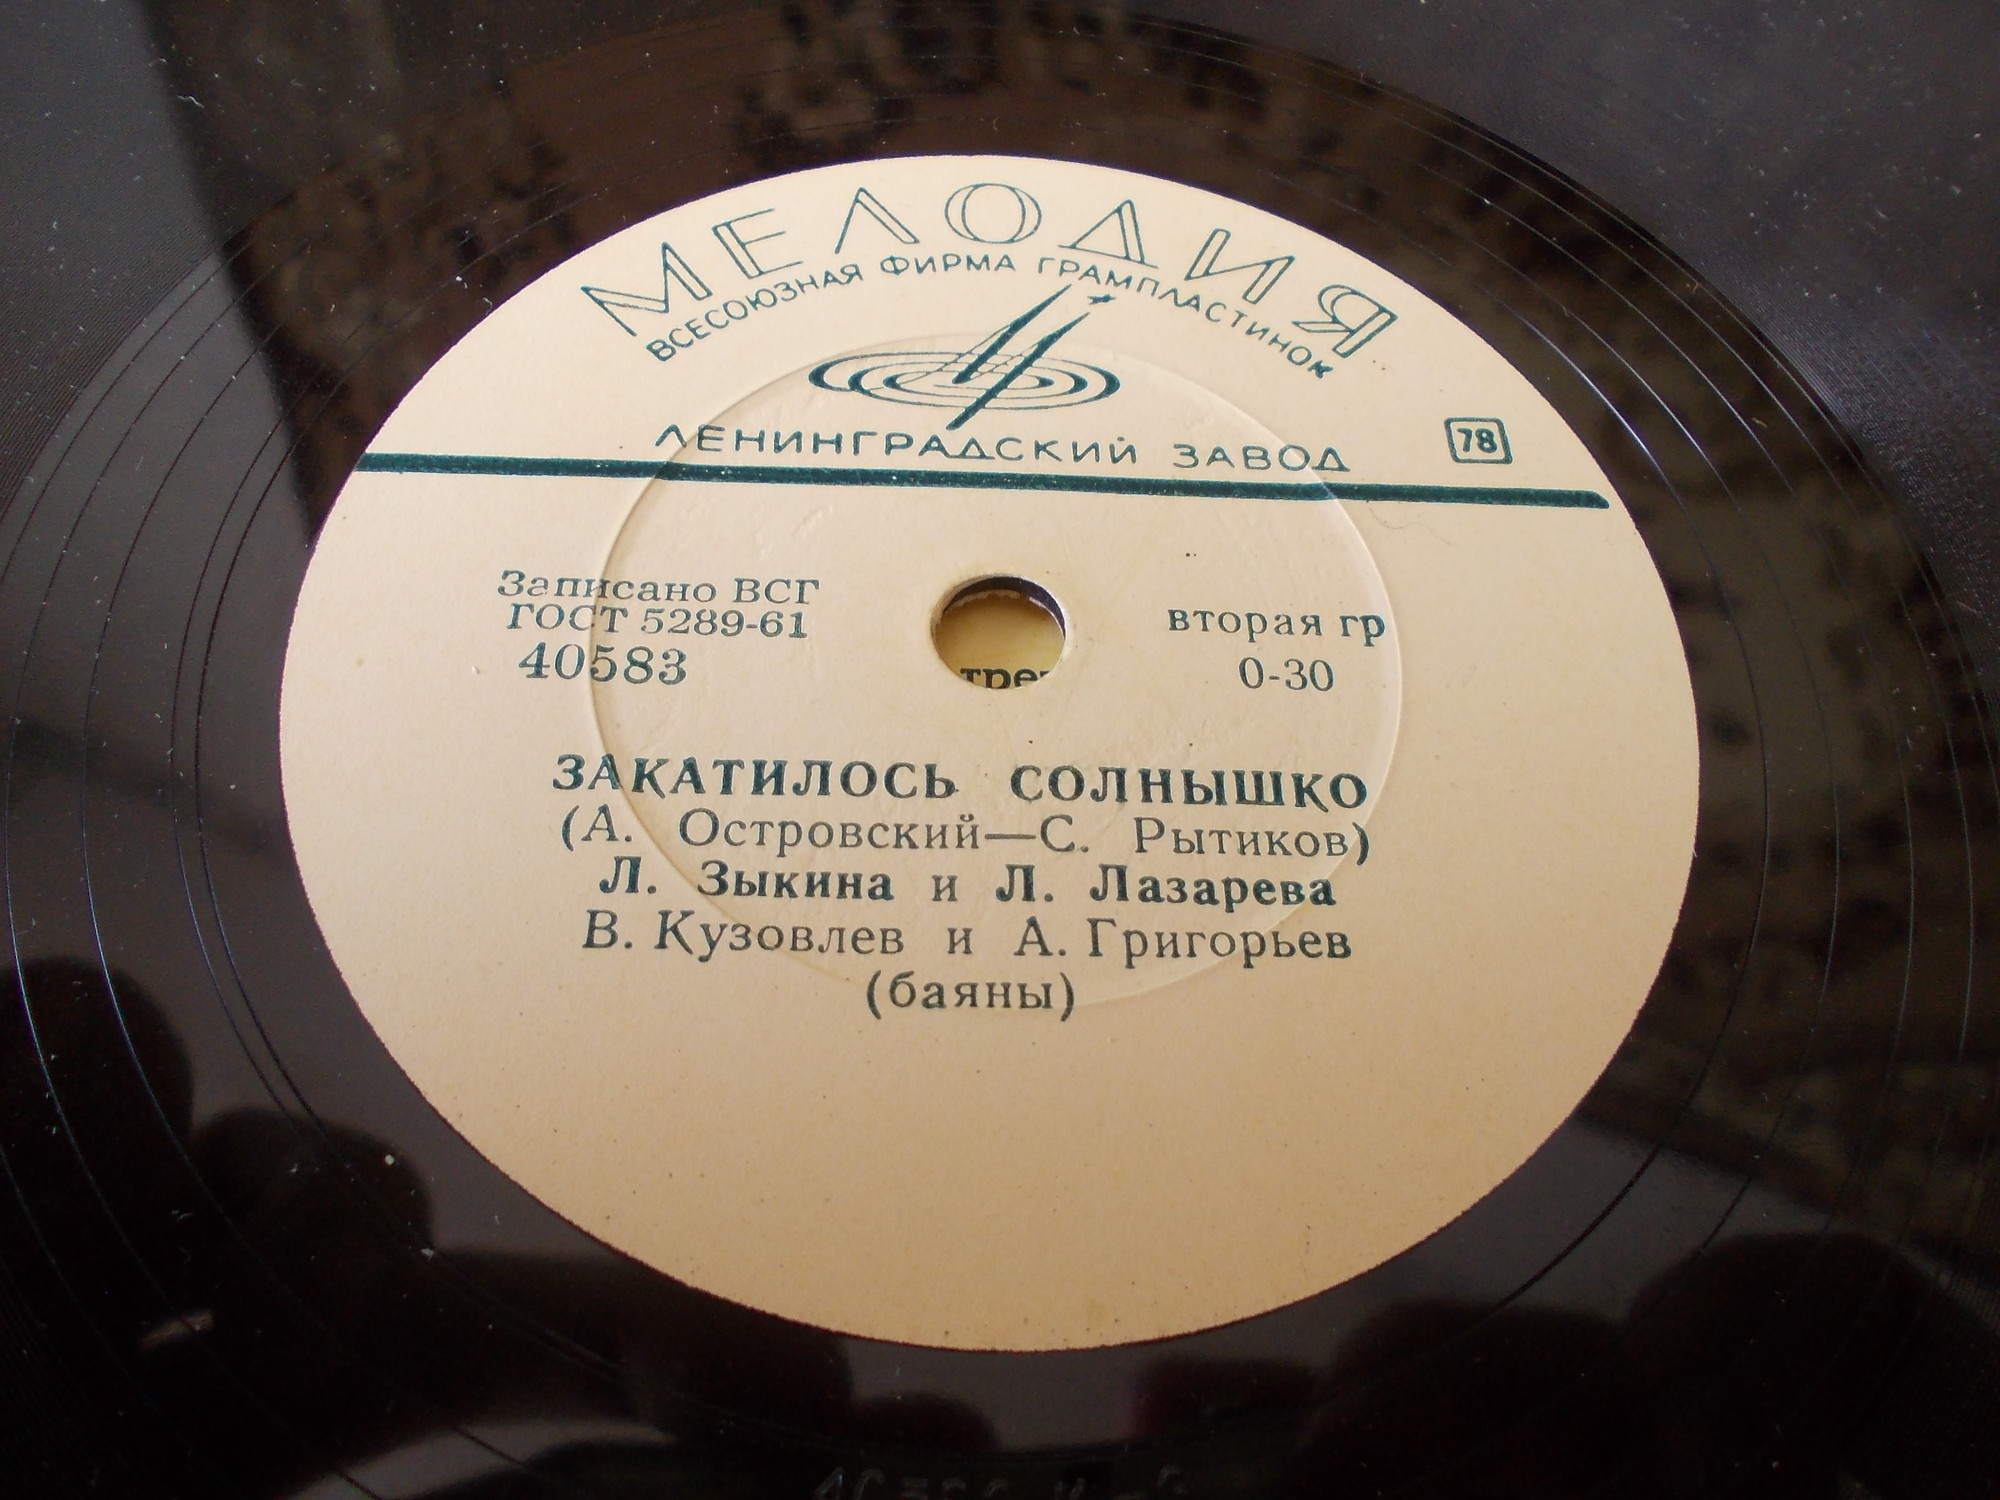 МЕЛОДИЯ
ВСЕСОЮЗНАЯ ФИРМА ГРАМПЛАСТИНОК
ЛЕНИНГРАДСКИЙ ЗАВОД
78
Записано ВСГ
ГОСТ 5289-61
40583
вторая гр
0-30
ЗАКАТИЛОСЬ СОЛНЫШКО
(А. Островский—С. Рытиков)
Л. Зыкина и Л. Лазарева
В. Кузовлев и А. Григорьев
(баяны)